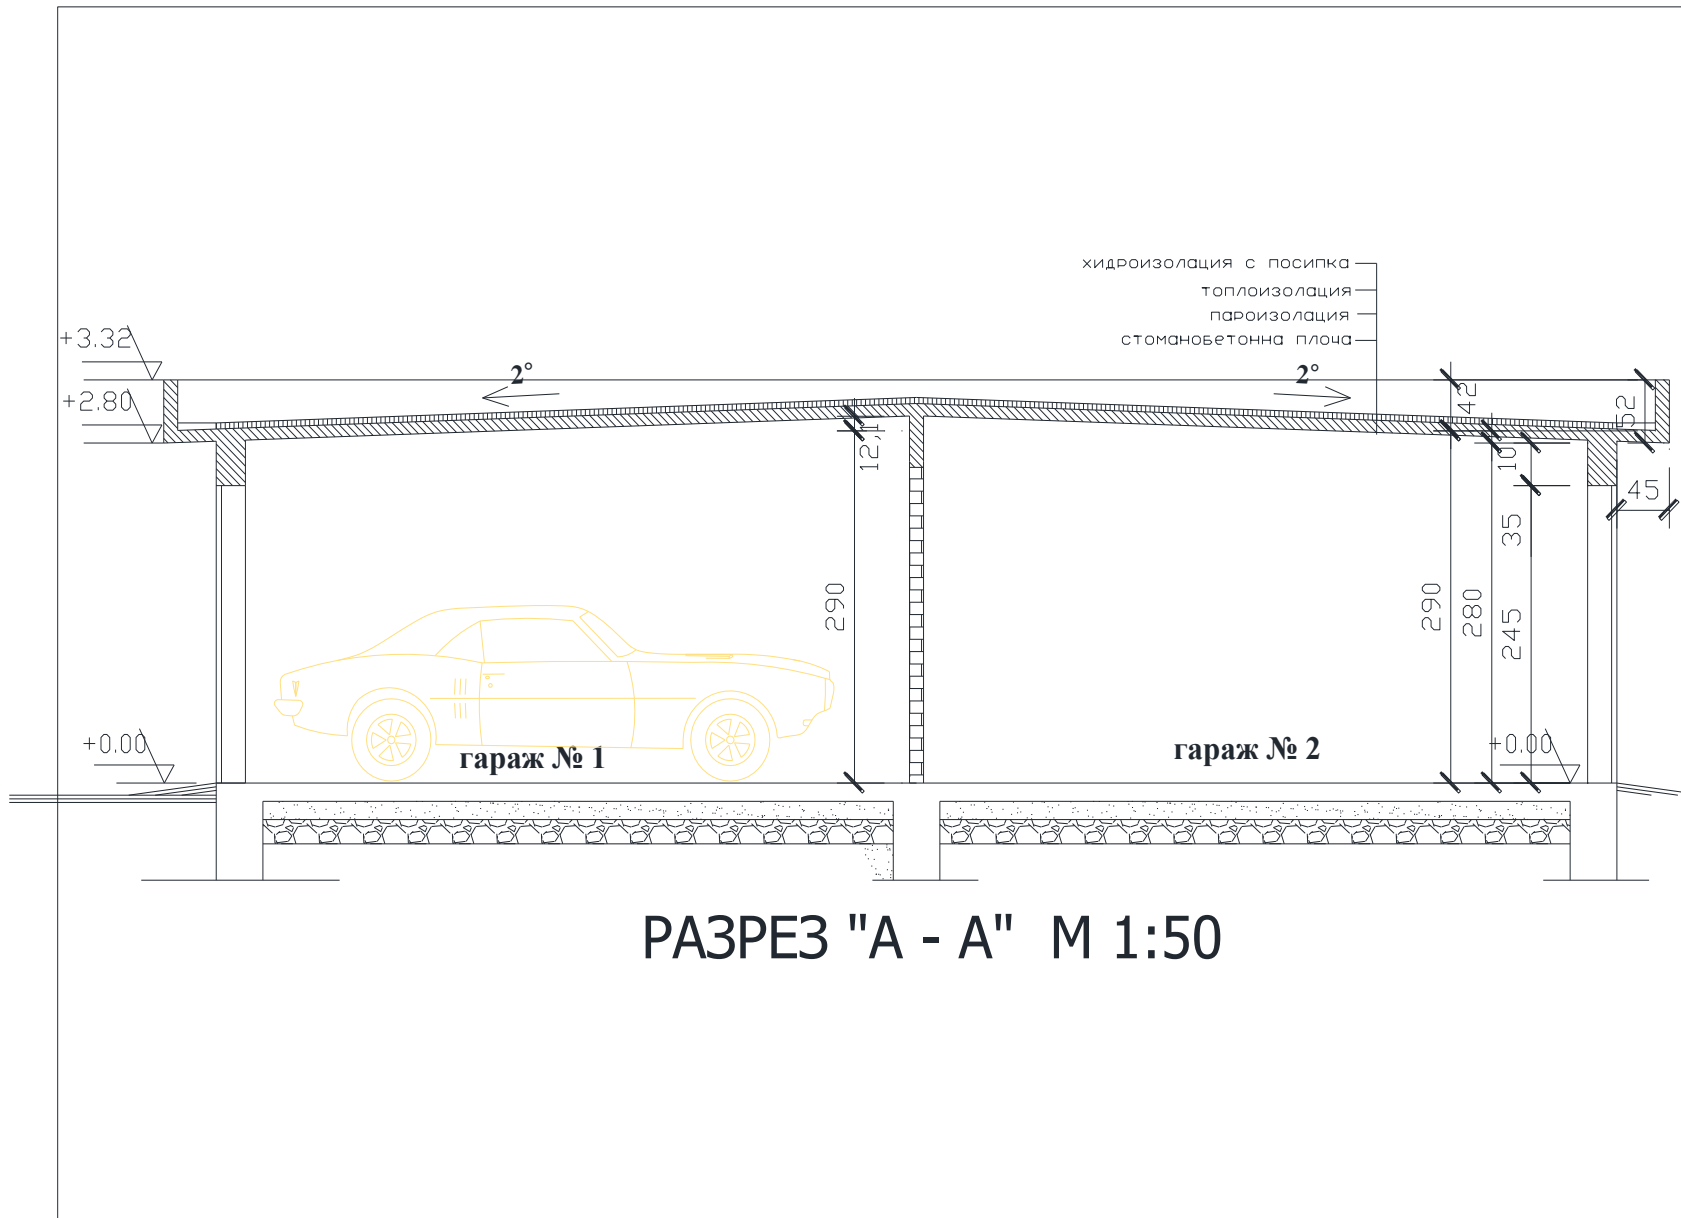 хидроизолация с посипка
топлоизолация
пароизолация
стоманобетонна плоча
+3.32
+2.80
2°
2°
42
52
12,1
10
45
35
290
290
280
245
+0.00
+0.00
гараж № 1
гараж № 2
РАЗРЕЗ "А - А" М 1:50